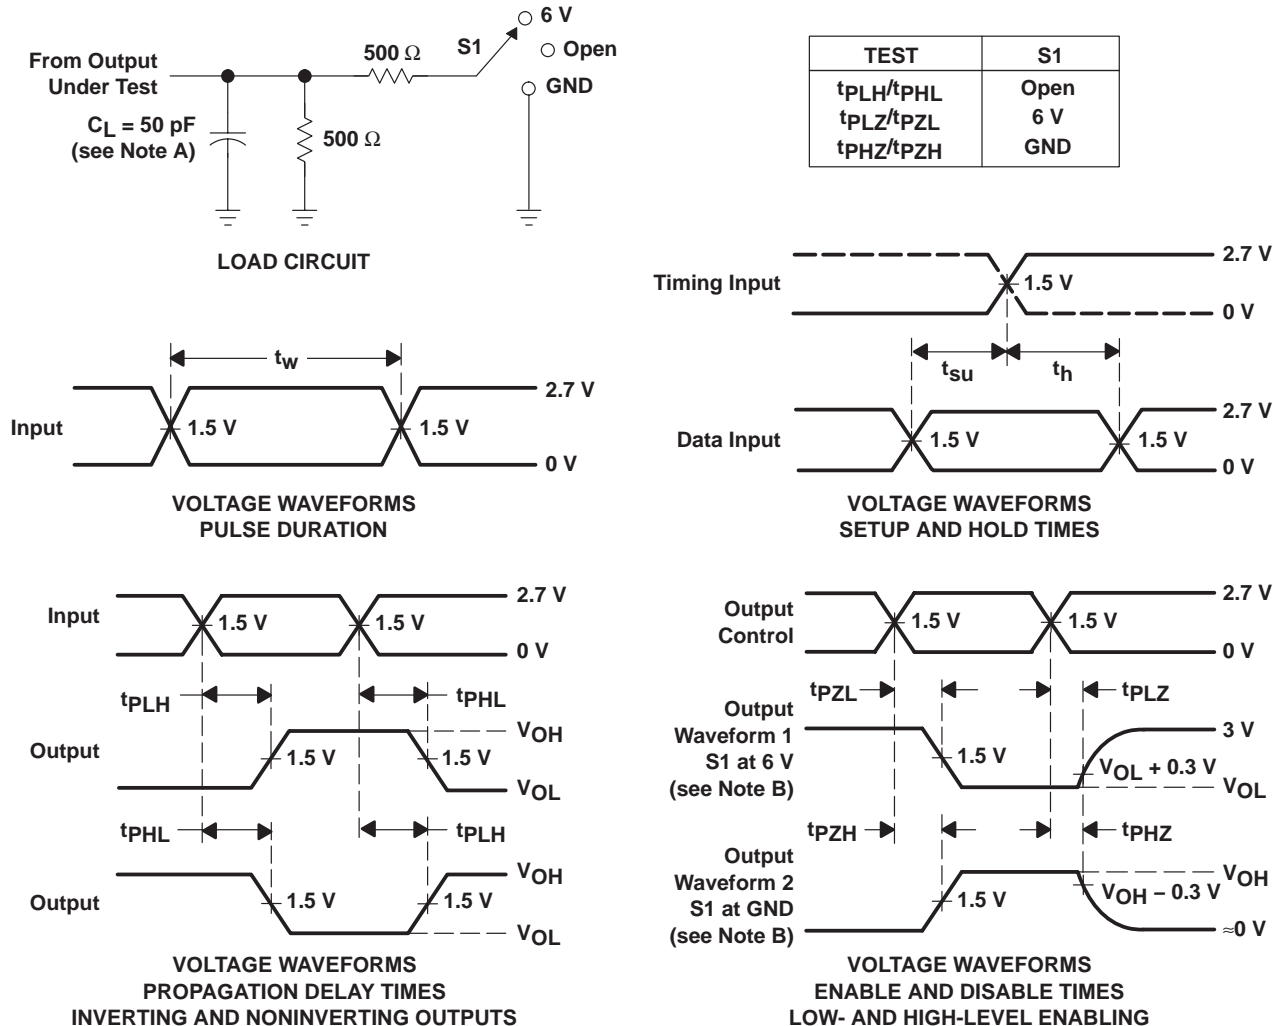 6 V
S1
500 Ω
Open
From Output
Under Test
GND
CL = 50 pF
(see Note A)
500 Ω
LOAD CIRCUIT
TEST S1
tPLH/tPHL Open
tPLZ/tPZL 6 V
tPHZ/tPZH GND
Timing Input
2.7 V
1.5 V
0 V
tsu
th
Data Input
2.7 V
1.5 V
1.5 V
0 V
VOLTAGE WAVEFORMS
SETUP AND HOLD TIMES
tw
Input
2.7 V
1.5 V
1.5 V
0 V
VOLTAGE WAVEFORMS
PULSE DURATION
Input
2.7 V
1.5 V
1.5 V
0 V
tPLH
tPHL
Output
VOH
1.5 V
1.5 V
VOL
tPHL
tPLH
Output
VOH
1.5 V
1.5 V
VOL
VOLTAGE WAVEFORMS
PROPAGATION DELAY TIMES
INVERTING AND NONINVERTING OUTPUTS
Output
Control
2.7 V
1.5 V
1.5 V
0 V
tPZL
tPLZ
Output
Waveform 1
S1 at 6 V
(see Note B)
3 V
1.5 V
VOL + 0.3 V
VOL
tPZH
tPHZ
Output
Waveform 2
S1 at GND
(see Note B)
VOH
1.5 V
VOH − 0.3 V
≈0 V
VOLTAGE WAVEFORMS
ENABLE AND DISABLE TIMES
LOW- AND HIGH-LEVEL ENABLING